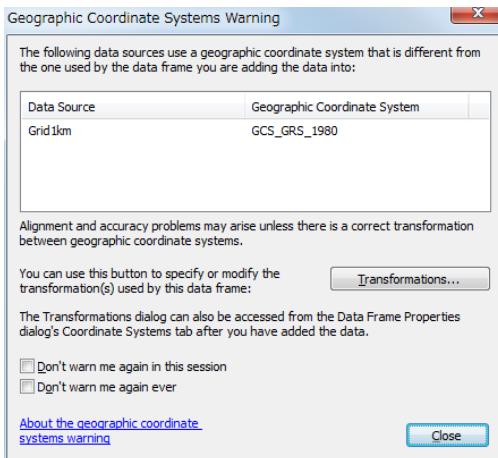 Geographic Coordinate Systems Warning
The following data sources use a geographic coordinate system that is different from
the one used by the data frame you are adding the data into:
Data Source Geographic Coordinate System
Grid1km GCS_GRS_1980
Alignment and accuracy problems may arise unless there is a correct transformation
between geographic coordinate systems.
You can use this button to specify or modify the
transformation(s) used by this data frame:
Transformations...
The Transformations dialog can also be accessed from the Data Frame Properties
dialog's Coordinate Systems tab after you have added the data.
Don't warn me again in this session
Don't warn me again ever
About the geographic coordinate
systems warning
Close